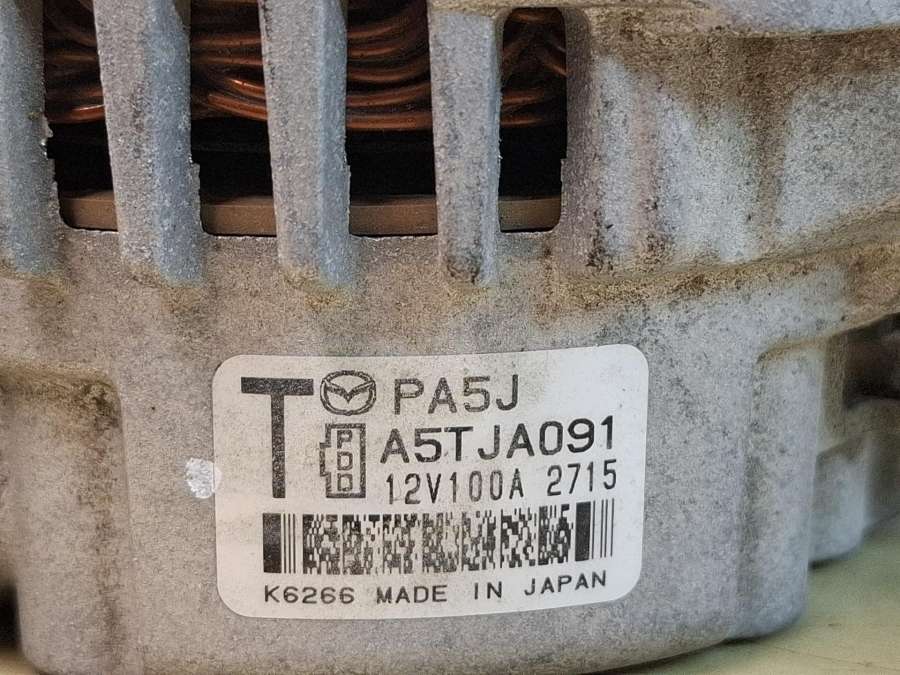 T PA5J
PDD A5TJA091
12V100A 2715
K6266 MADE IN JAPAN